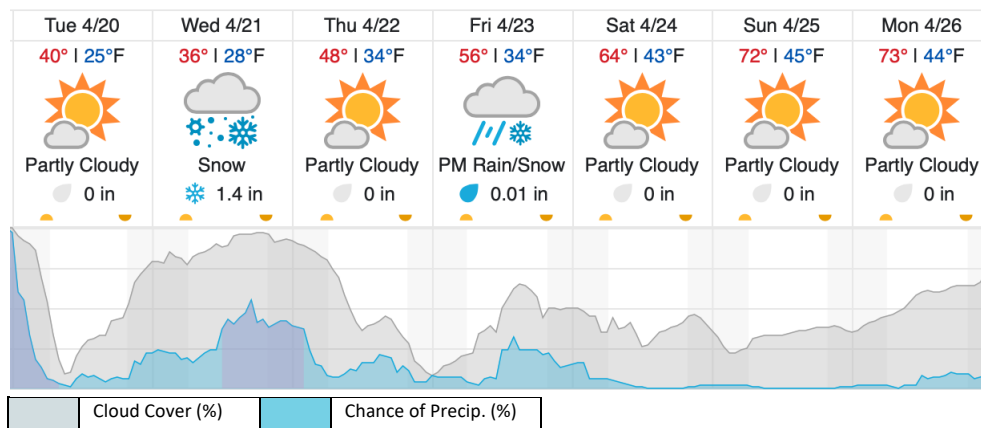 Tue 4/20 Wed 4/21 Thu 4/22 Fri 4/23 Sat 4/24 Sun 4/25 Mon 4/26
40° | 25°F 36° | 28°F 48° | 34°F 56° | 34°F 64° | 43°F 72° | 45°F 73° | 44°F
Partly Cloudy Snow Partly Cloudy PM Rain/Snow Partly Cloudy Partly Cloudy Partly Cloudy
0 in 1.4 in 0 in 0.01 in 0 in 0 in 0 in
Cloud Cover (%) Chance of Precip. (%)